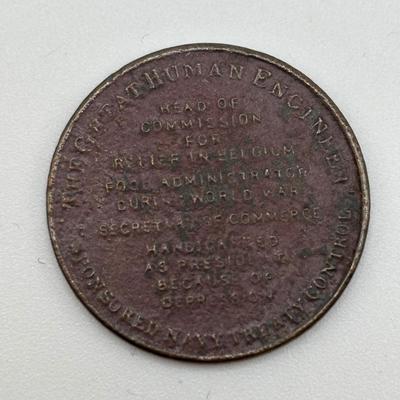 THE GREAT HUMAN ENGINEER
HEAD OF
COMMISSION
FOR
RELIEF IN BELGIUM
FOOD ADMINISTRATOR
DURING WORLD WAR
SECRETARY OF COMMERCE
HANDICAPPED
AS PRESIDENT
BECAUSE OF
DEPRESSION
SPONSORED NAVY TREATY CONTROL